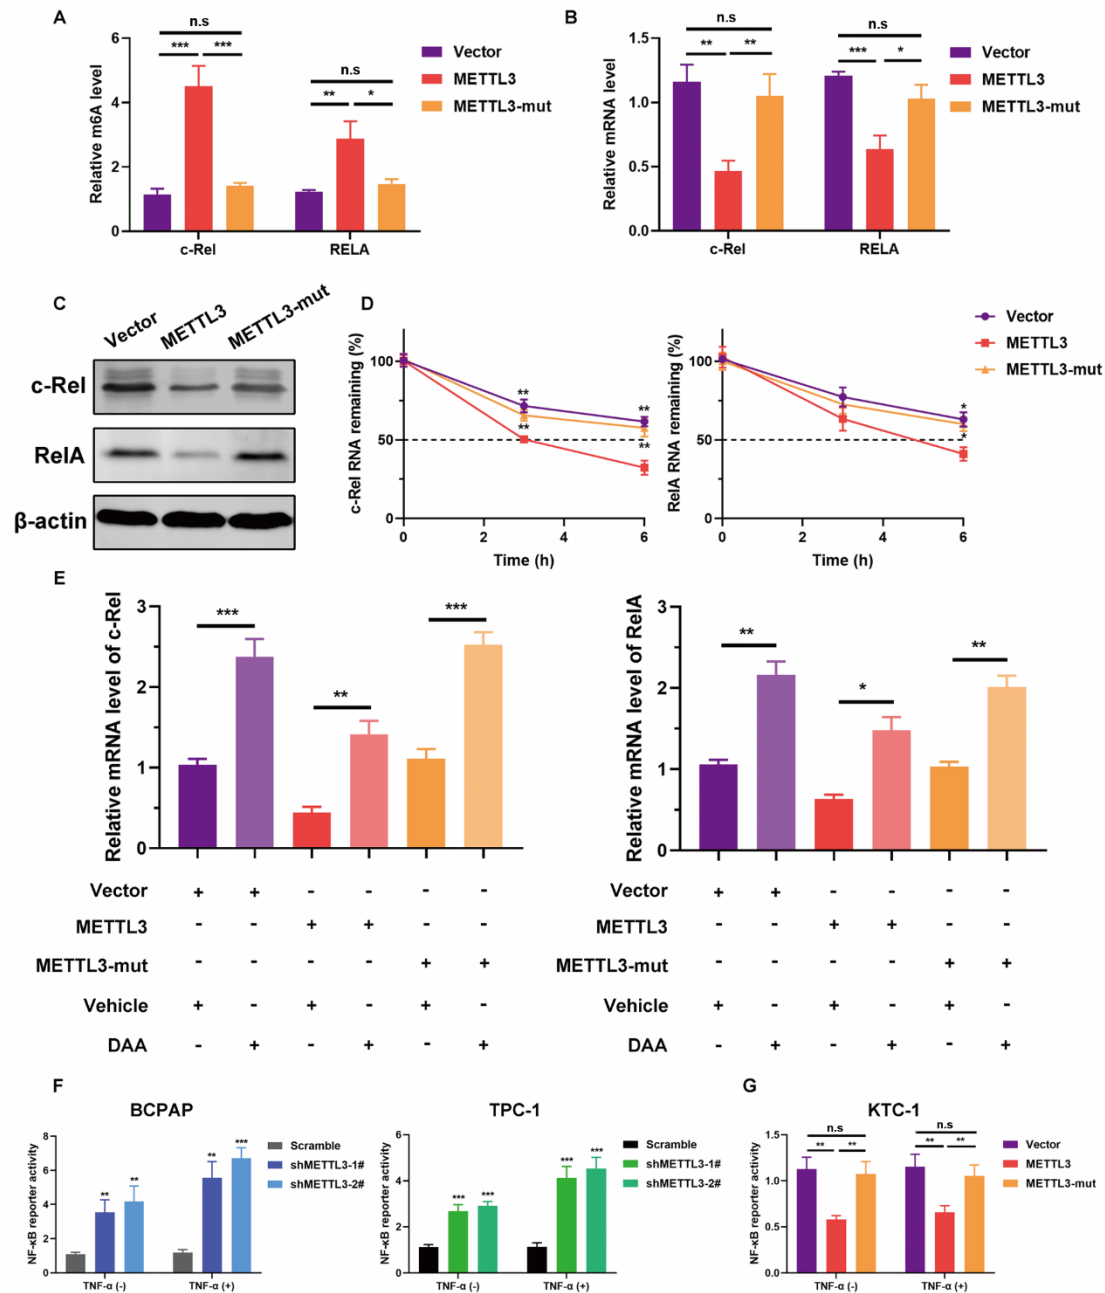 A
n.s
*** ***
n.s
** *
Relative m6A level
6
4
2
0
c-Rel RELA
Vector
METTL3
METTL3-mut
B
n.s
** **
n.s
*** *
Relative mRNA level
1.5
1.0
0.5
0.0
c-Rel RELA
Vector
METTL3
METTL3-mut
C
Vector METTL3 METTL3-mut
c-Rel
RelA
β-actin
D
c-Rel RNA remaining (%)
100
50
0
** **
** **
0 2 4 6
Time (h)
RelA RNA remaining (%)
100
50
0
*
*
0 2 4 6
Time (h)
Vector
METTL3
METTL3-mut
E
Relative mRNA level of c-Rel
3
2
1
0
*** ** ***
Vector + + - - - -
METTL3 - - + + - -
METTL3-mut - - - - + +
Vehicle + - + - + -
DAA - + - + - +
Relative mRNA level of RelA
3
2
1
0
** * **
Vector + + - - - -
METTL3 - - + + - -
METTL3-mut - - - - + +
Vehicle + - + - + -
DAA - + - + - +
F
BCPAP
NF-κB reporter activity
8
6
4
2
0
** ** ** ***
TNF-α (-) TNF-α (+)
Scramble
shMETTL3-1#
shMETTL3-2#
TPC-1
NF-κB reporter activity
6
4
2
0
*** *** *** ***
TNF-α (-) TNF-α (+)
Scramble
shMETTL3-1#
shMETTL3-2#
G
KTC-1
NF-κB reporter activity
1.5
1.0
0.5
0.0
n.s n.s
** ** ** **
TNF-α (-) TNF-α (+)
Vector
METTL3
METTL3-mut